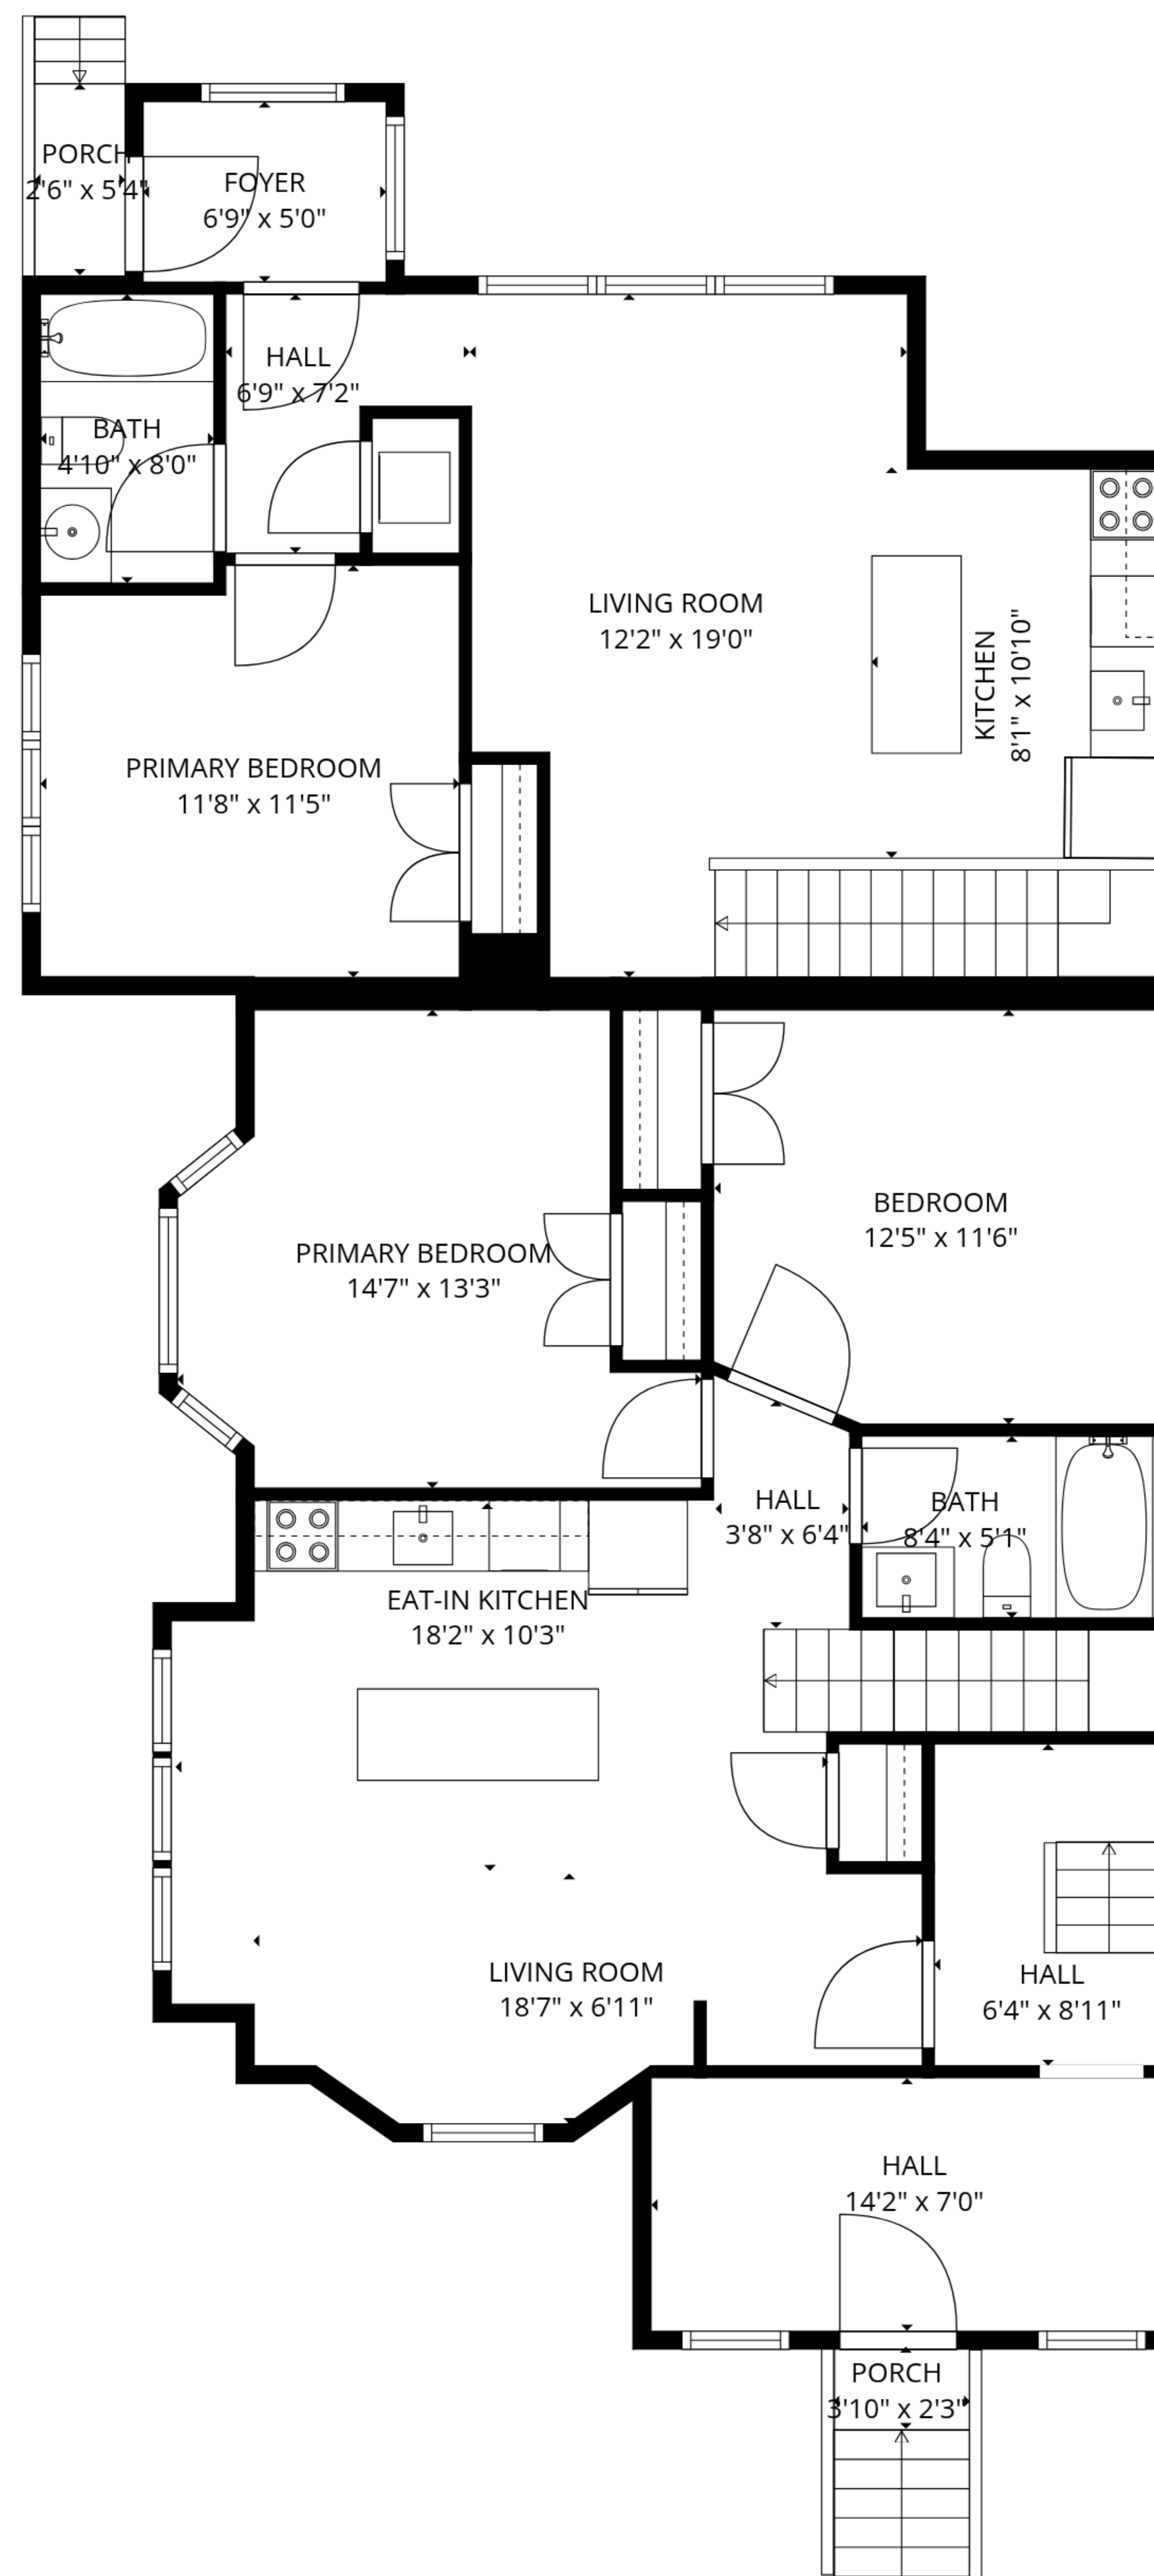 PORCH
2'6" x 5'4"
FOYER
6'9" x 5'0"
HALL
6'9" x 7'2"
BATH
4'10" x 8'0"
LIVING ROOM
12'2" x 19'0"
KITCHEN
8'1" x 10'10"
PRIMARY BEDROOM
11'8" x 11'5"
BEDROOM
12'5" x 11'6"
PRIMARY BEDROOM
14'7" x 13'3"
HALL
3'8" x 6'4"
BATH
8'4" x 5'1"
EAT-IN KITCHEN
18'2" x 10'3"
LIVING ROOM
18'7" x 6'11"
HALL
6'4" x 8'11"
HALL
14'2" x 7'0"
PORCH
3'10" x 2'3"